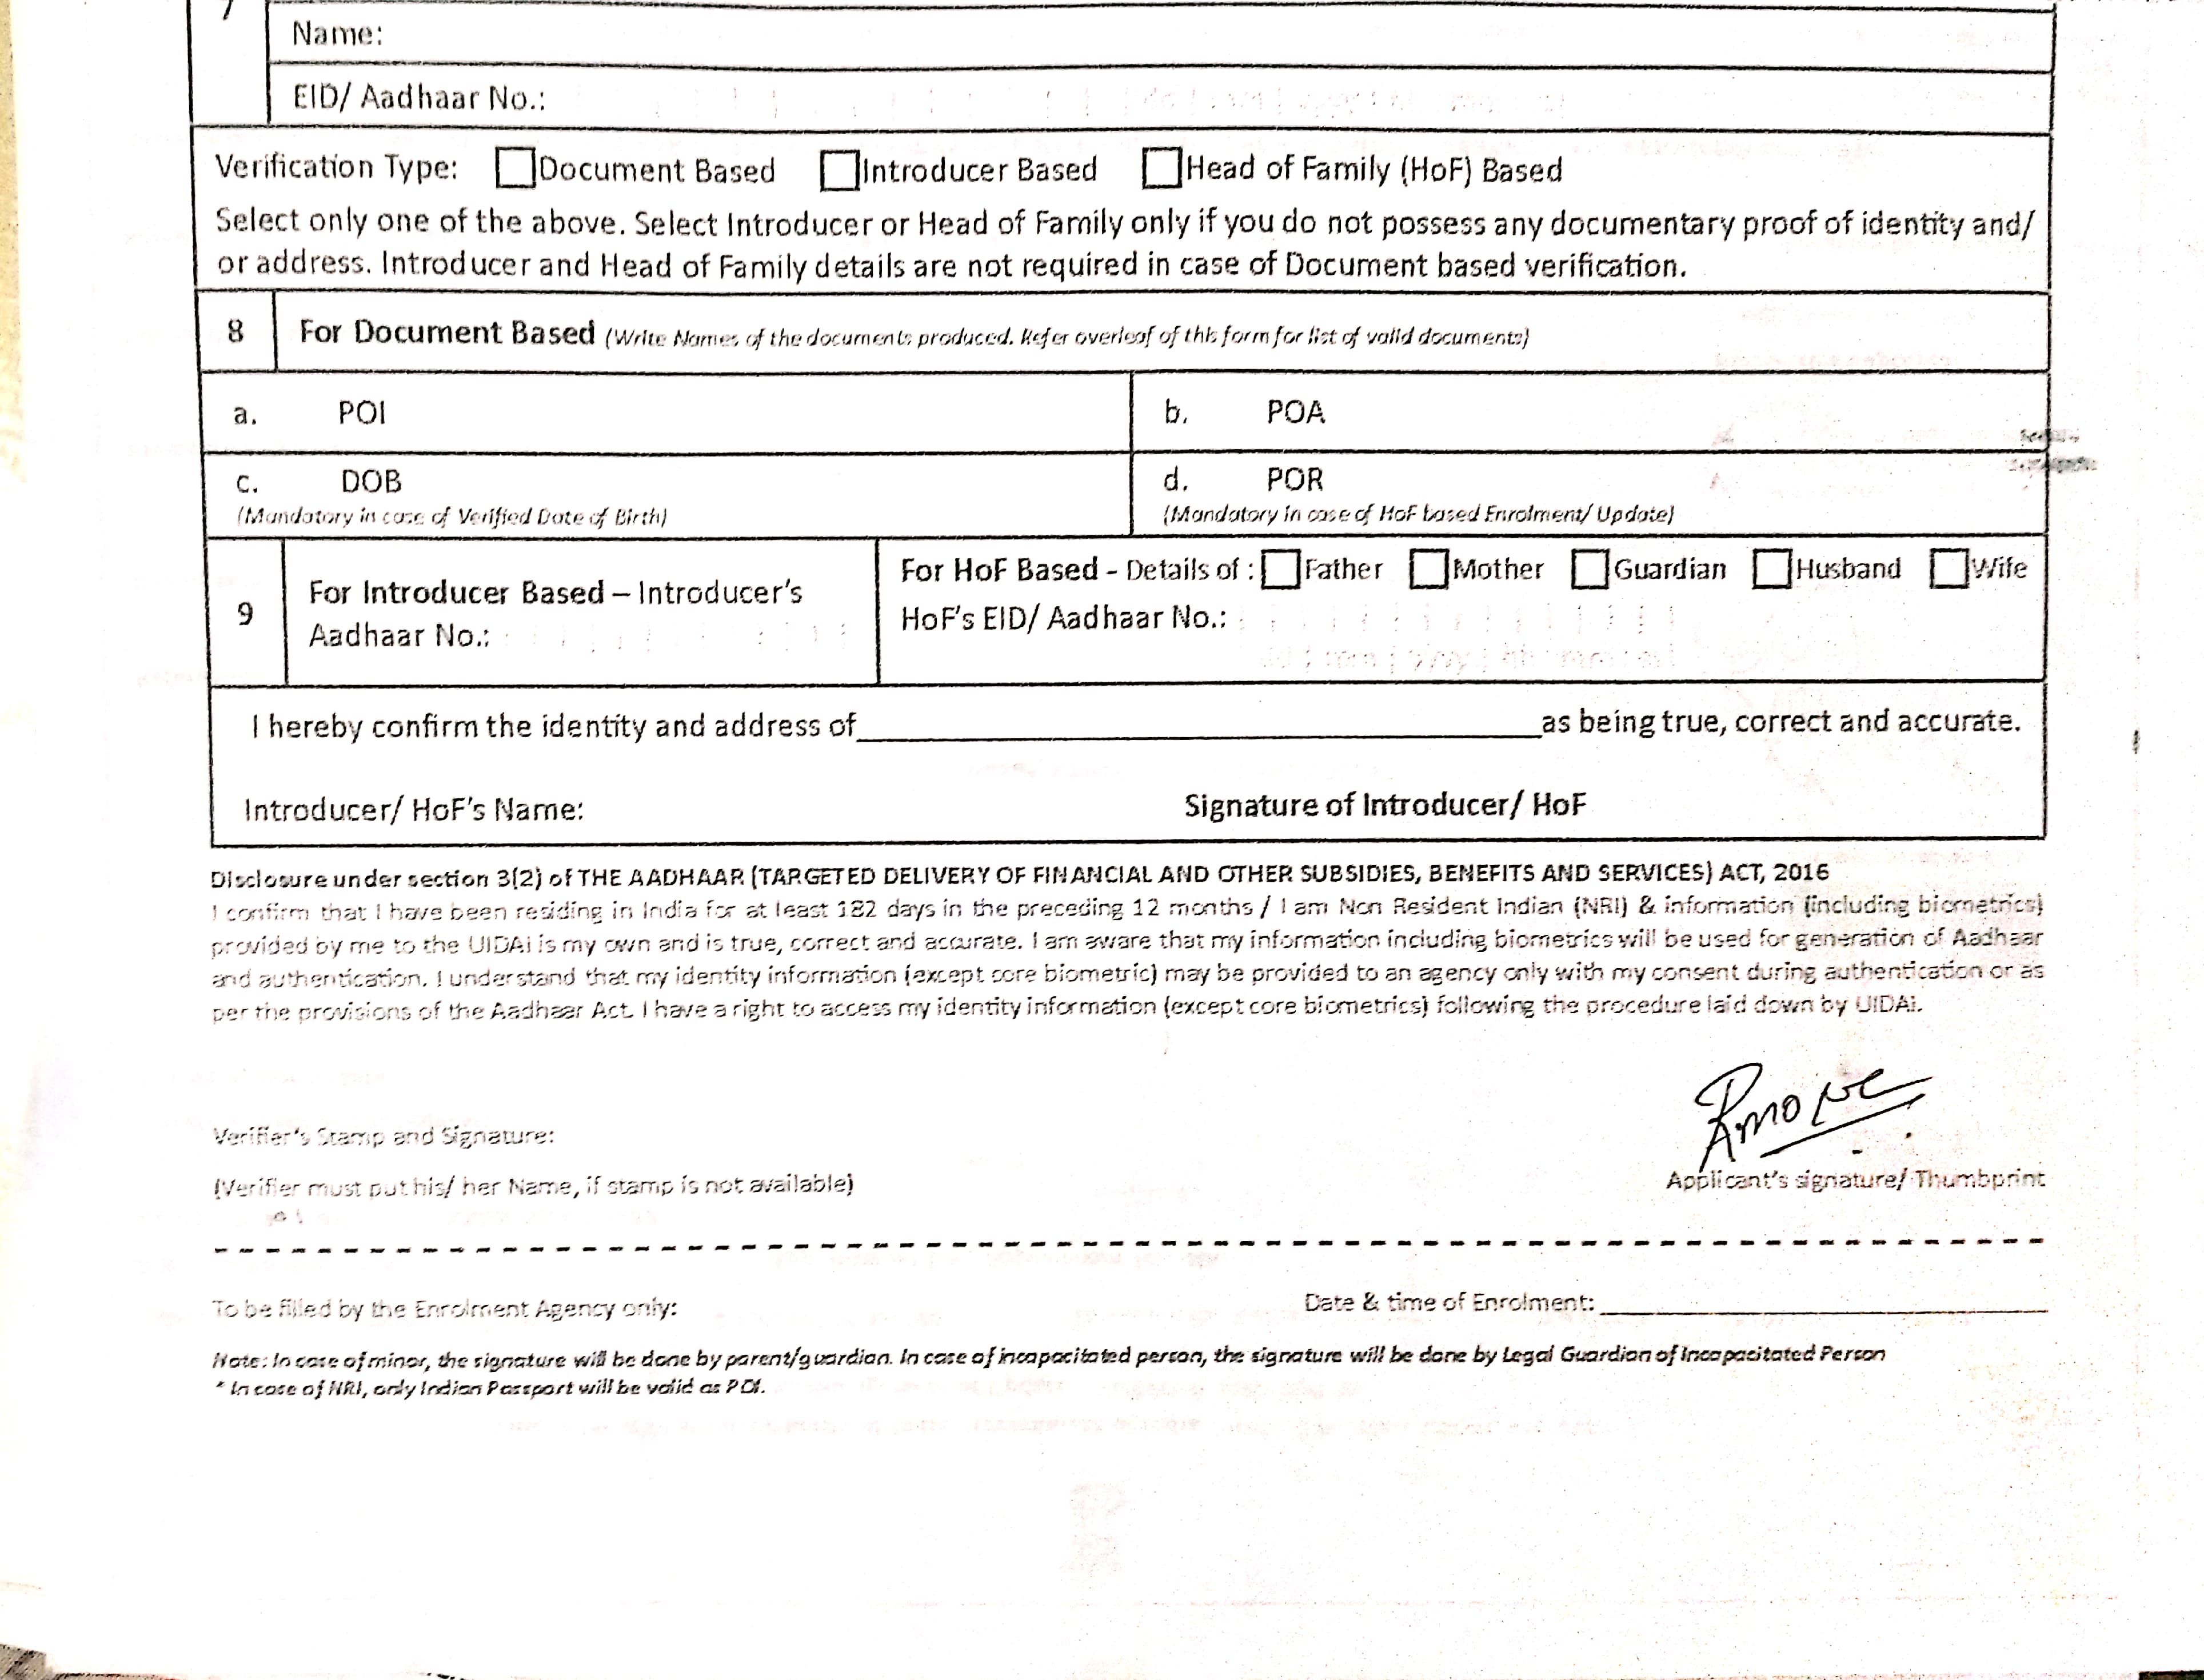 7
Name:
EID/ Aadhaar No.:
Verification Type: Document Based Introducer Based Head of Family (HoF) Based
Select only one of the above. Select Introducer or Head of Family only if you do not possess any documentary proof of identity and/
or address. Introducer and Head of Family details are not required in case of Document based verification.
8 For Document Based (Write Names of the documents produced. Refer overleaf of this form for list of valid documents)
a. POI b. POA
c. DOB d. POR
(Mandatory in case of Verified Date of Birth) (Mandatory in case of HoF based Enrolment/ Update)
For HoF Based - Details of : Father Mother Guardian Husband Wife
9 For Introducer Based – Introducer's
Aadhaar No.: HoF's EID/ Aadhaar No.:
I hereby confirm the identity and address of as being true, correct and accurate.
Introducer/ HoF's Name: Signature of Introducer/ HoF
Disclosure under section 3(2) of THE AADHAAR (TARGETED DELIVERY OF FINANCIAL AND OTHER SUBSIDIES, BENEFITS AND SERVICES) ACT, 2016
I confirm that I have been residing in India for at least 182 days in the preceding 12 months / I am Non Resident Indian (NRI) & information (including biometrics)
provided by me to the UIDAI is my own and is true, correct and accurate. I am aware that my information including biometrics will be used for generation of Aadhaar
and authentication. I understand that my identity information (except core biometric) may be provided to an agency only with my consent during authentication or as
per the provisions of the Aadhaar Act. I have a right to access my identity information (except core biometrics) following the procedure laid down by UIDAI.
Verifier's Stamp and Signature:
(Verifier must put his/ her Name, if stamp is not available) Applicant's signature/ Thumbprint
To be filled by the Enrolment Agency only: Date & time of Enrolment:
Note: In case of minor, the signature will be done by parent/guardian. In case of incapacitated person, the signature will be done by Legal Guardian of Incapacitated Person
* In case of NRI, only Indian Passport will be valid as POI.